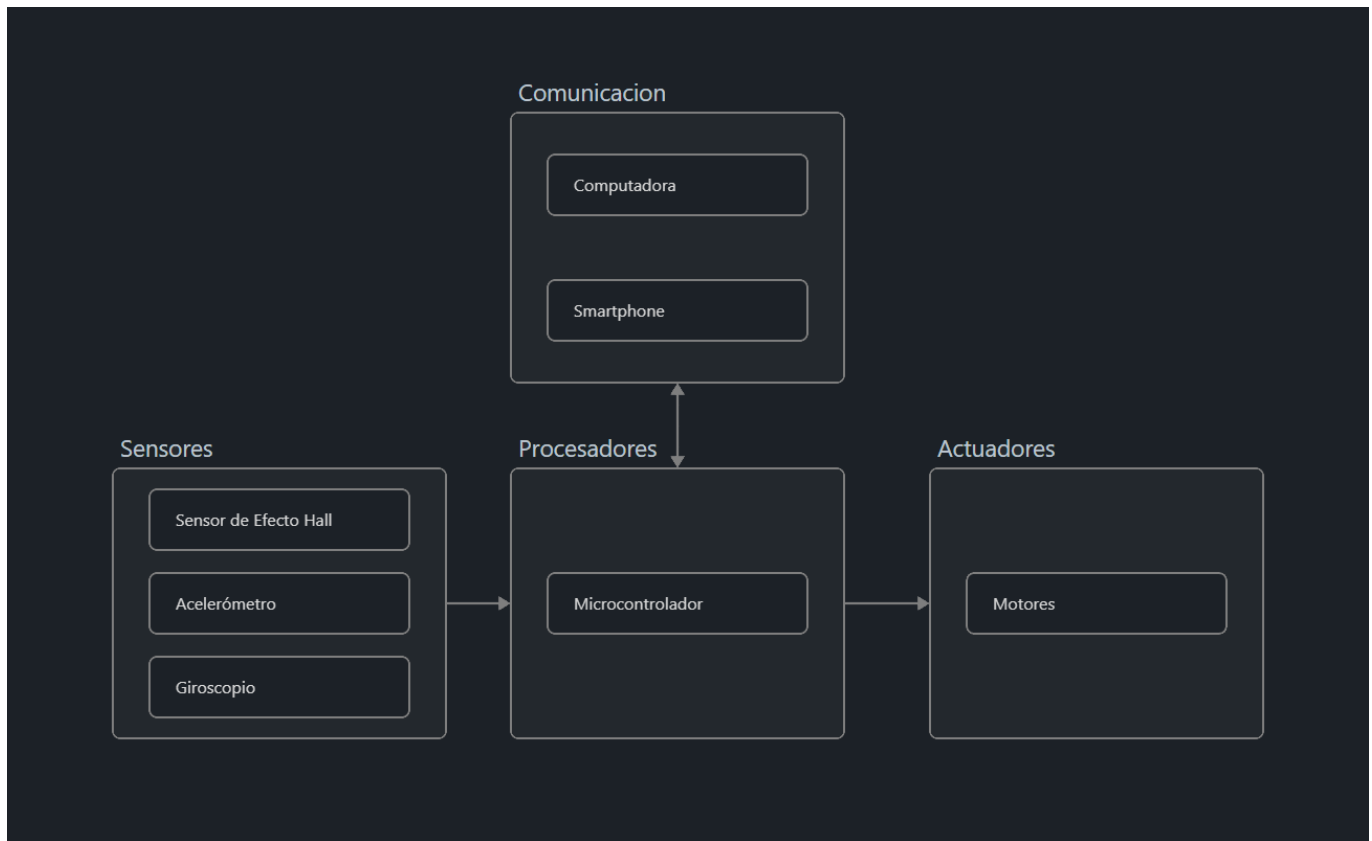 Comunicacion
Computadora
Smartphone
Sensores
Sensor de Efecto Hall
Acelerómetro
Giroscopio
Procesadores
Microcontrolador
Actuadores
Motores